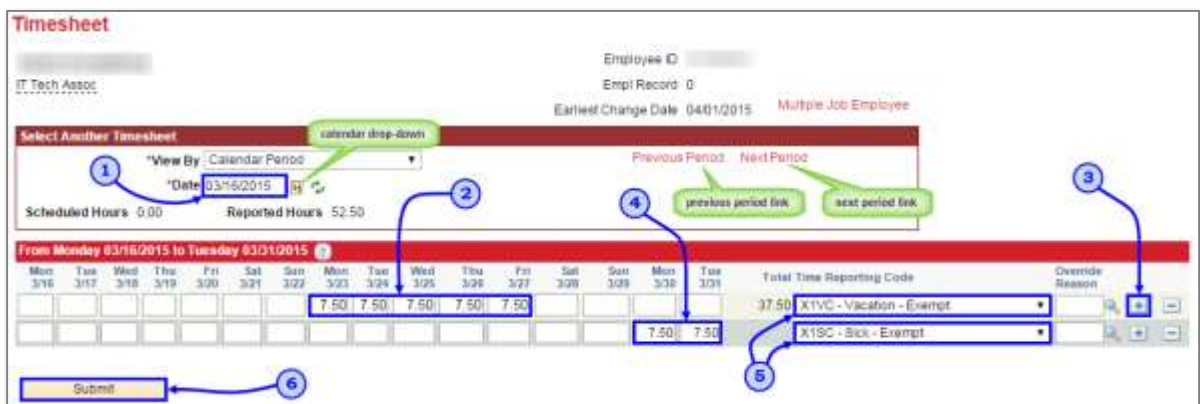 Timesheet
Employee ID
IT Tech Assoc Empl Record 0
Earliest Change Date 04/01/2015 Multiple Job Employee
Select Another Timesheet calendar drop-down
*View By Calendar Period Previous Period Next Period
1 *Date 03/16/2015 2 3
previous period link next period link
4
Scheduled Hours 0.00 Reported Hours 52.50
From Monday 03/16/2015 to Tuesday 03/31/2015 ?
Mon Tue Wed Thu Fri Sat Sun Mon Tue Wed Thu Fri Sat Sun Mon Tue Total Time Reporting Code Override Reason
3/16 3/17 3/18 3/19 3/20 3/21 3/22 3/23 3/24 3/25 3/26 3/27 3/28 3/29 3/30 3/31
7.50 7.50 7.50 7.50 7.50 37.50 X1VC - Vacation - Exempt + -
7.50 7.50 X1SC - Sick - Exempt + -
5
Submit 6